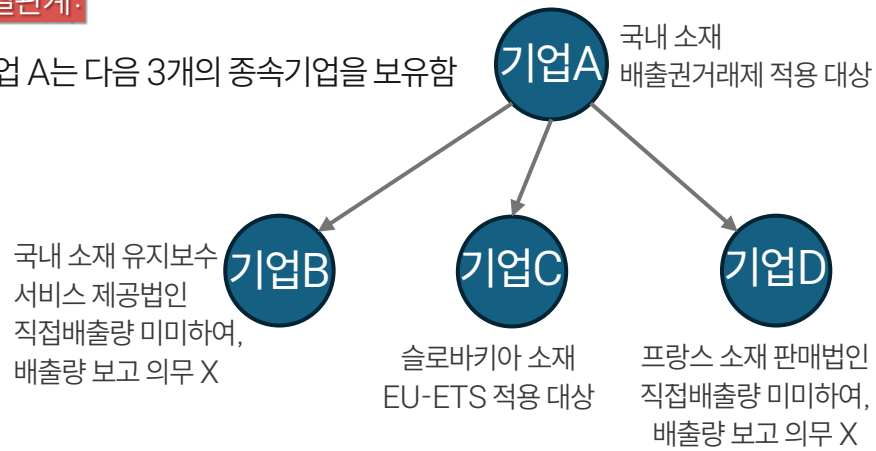 업 A는 다음 3개의 종속기업을 보유함
기업A
국내 소재
배출권거래제 적용 대상
국내 소재 유지보수
서비스 제공법인
직접배출량 미미하여,
배출량 보고 의무 X
기업B
기업C
슬로바키아 소재
EU-ETS 적용 대상
기업D
프랑스 소재 판매법인
직접배출량 미미하여,
배출량 보고 의무 X